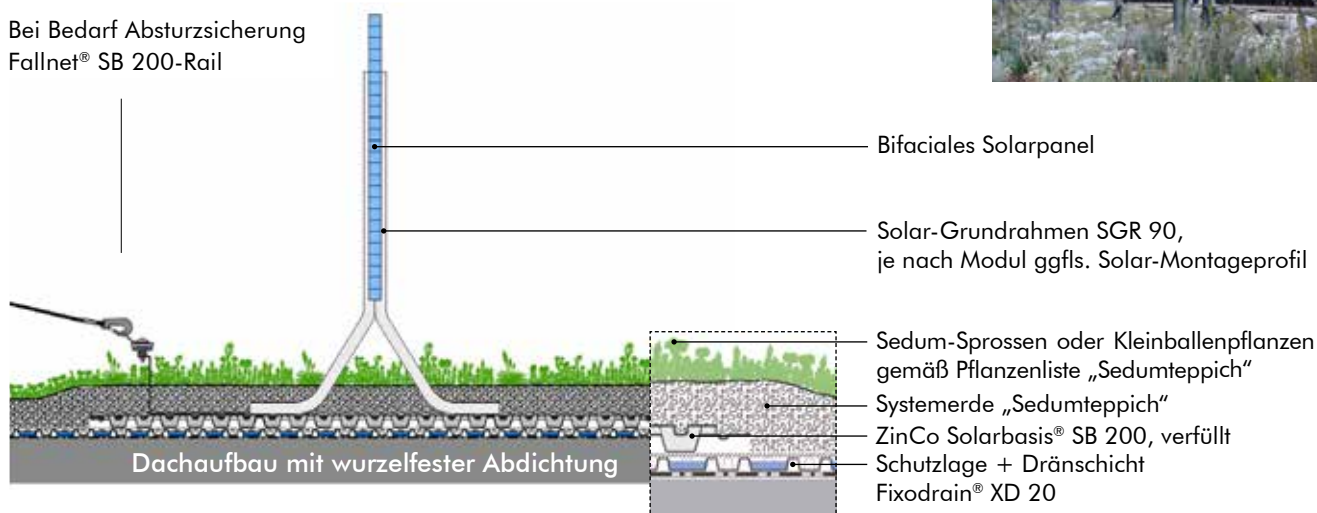 Bei Bedarf Absturzsicherung
Fallnet® SB 200-Rail
Bifaciales Solarpanel
Solar-Grundrahmen SGR 90,
je nach Modul ggfls. Solar-Montageprofil
Sedum-Sprossen oder Kleinballenpflanzen
gemäß Pflanzenliste „Sedumteppich“
Systemerde „Sedumteppich“
ZinCo Solarbasis® SB 200, verfüllt
Schutzlage + Dränschicht
Fixodrain® XD 20
Dachaufbau mit wurzelfester Abdichtung